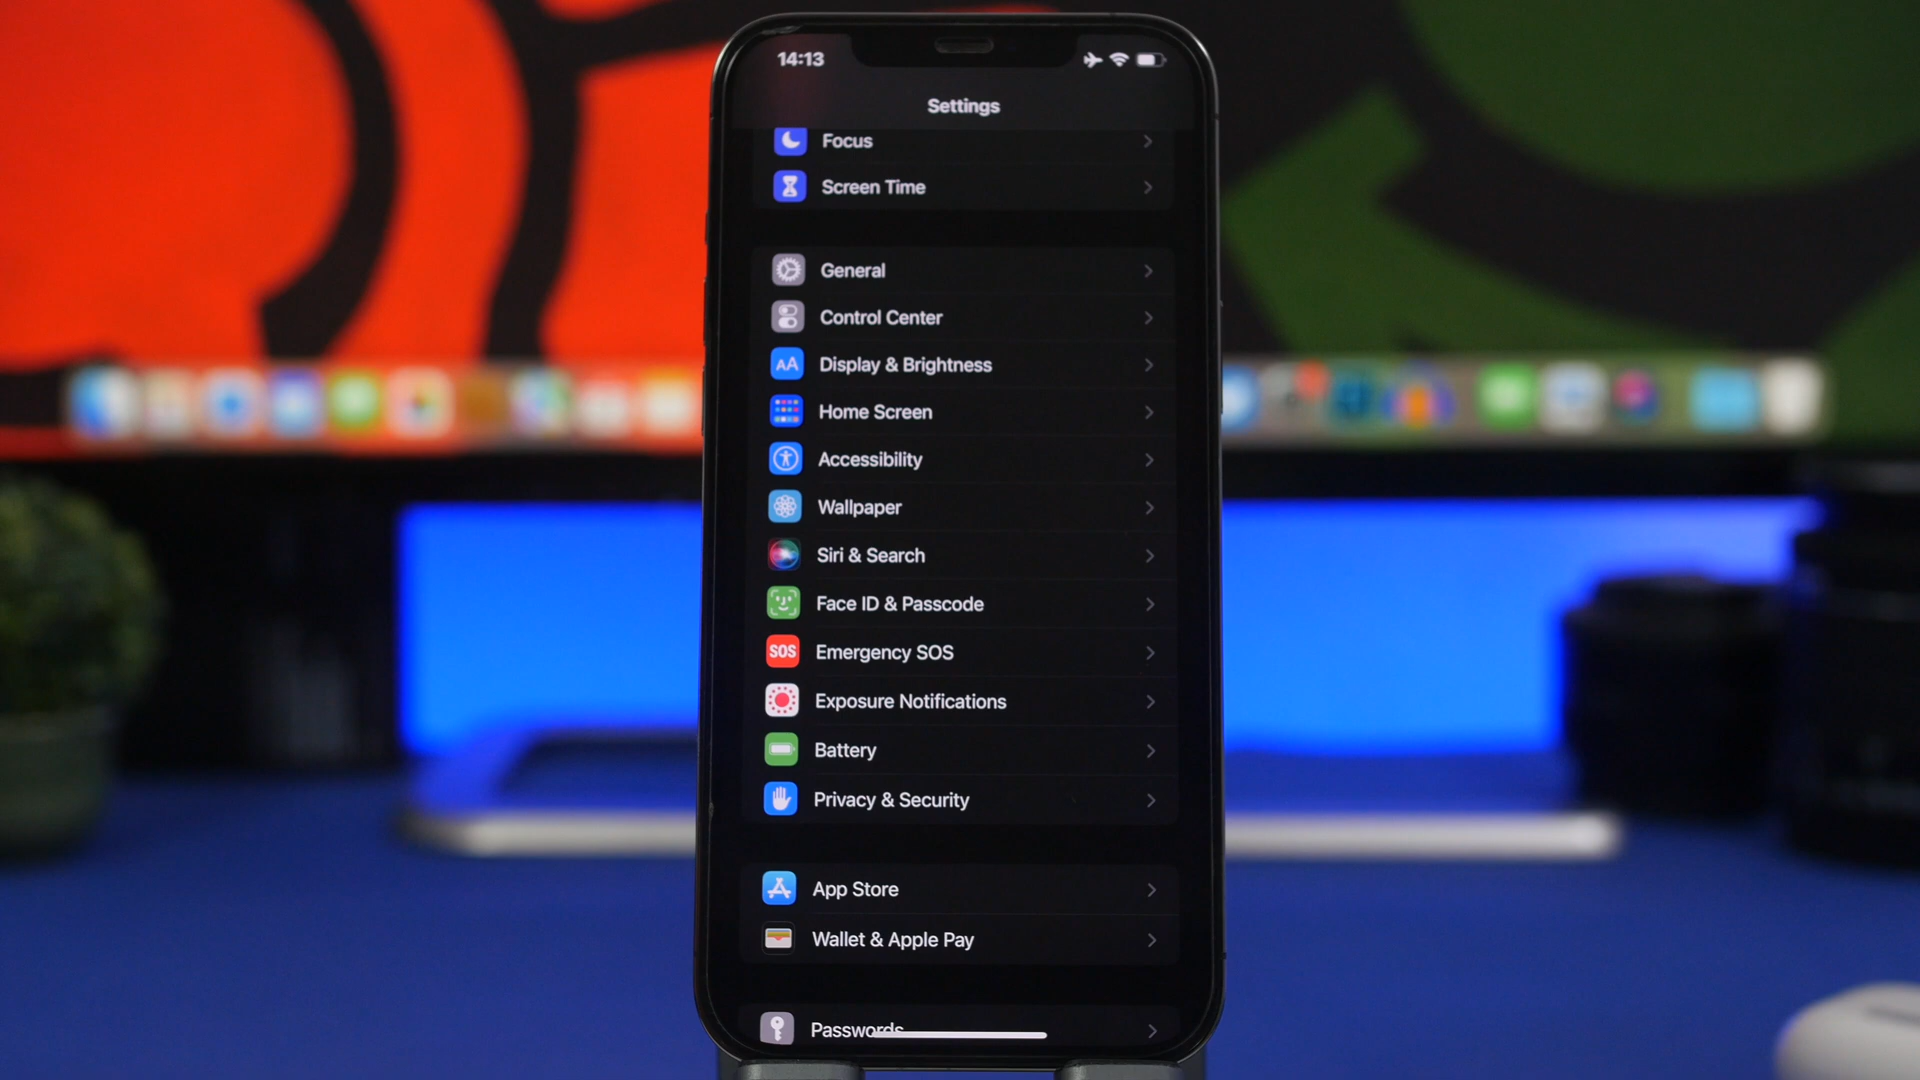 14:13
Settings
Focus
Screen Time
General
Control Center
AA Display & Brightness
Home Screen
Accessibility
Wallpaper
Siri & Search
Face ID & Passcode
SOS Emergency SOS
Exposure Notifications
Battery
Privacy & Security
App Store
Wallet & Apple Pay
Passwords